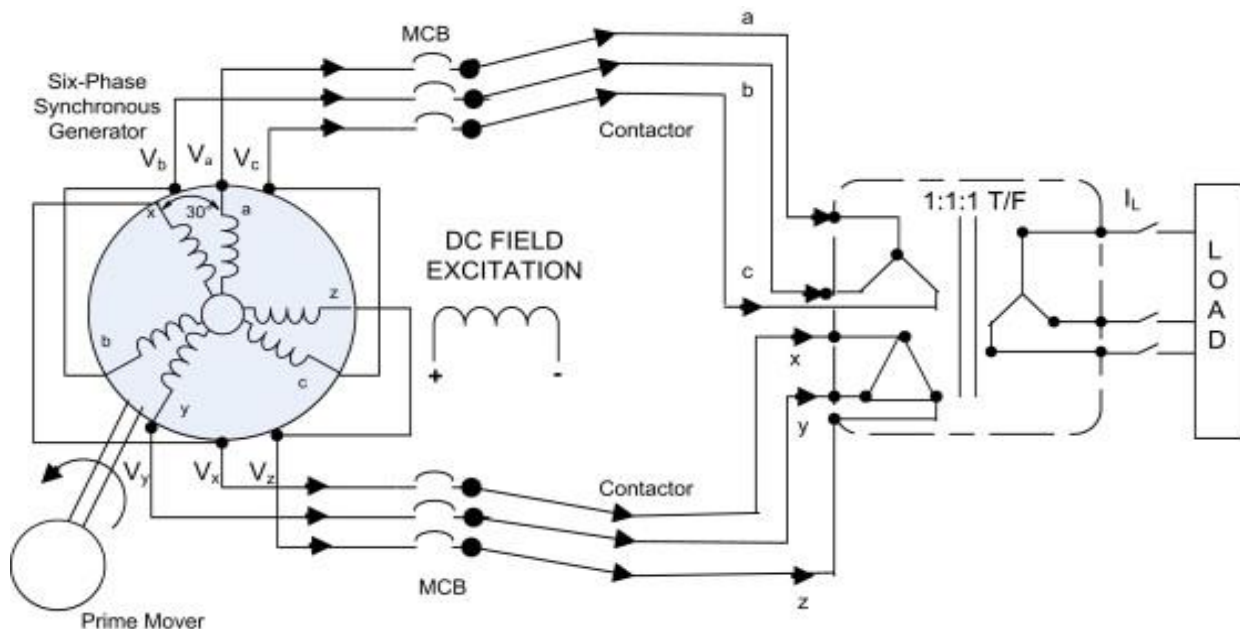 MCB
a
Six-Phase
Synchronous
Generator
b
Contactor
Vb
Va
Vc
x
30°
a
1:1:1 T/F
IL
DC FIELD
EXCITATION
z
c
LOAD
b
c
x
+
-
y
y
Vy
Vx
Vz
Contactor
MCB
z
Prime Mover